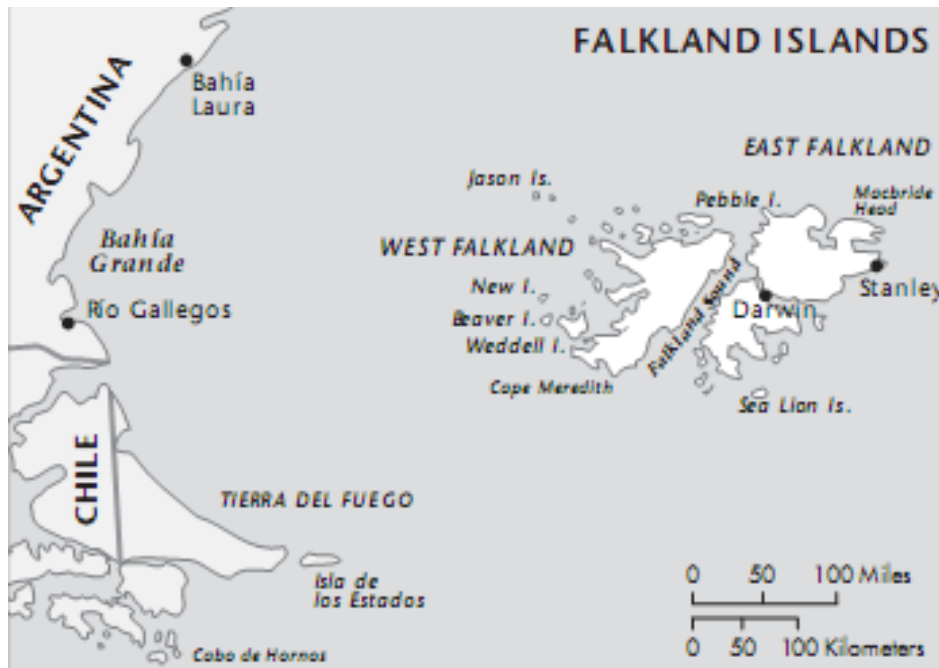 FALKLAND ISLANDS
ARGENTINA
Bahía
Laura
EAST FALKLAND
Jason Is.
Pebble I.
Macbride
Head
Bahía
Grande
WEST FALKLAND
New I.
Falkland Sound
Stanley
Río Gallegos
Beaver I.
Darwin
Weddell I.
Cape Meredith
Sea Lion Is.
CHILE
TIERRA DEL FUEGO
Isla de
los Estados
Cabo de Hornos
0 50 100 Miles
0 50 100 Kilometers